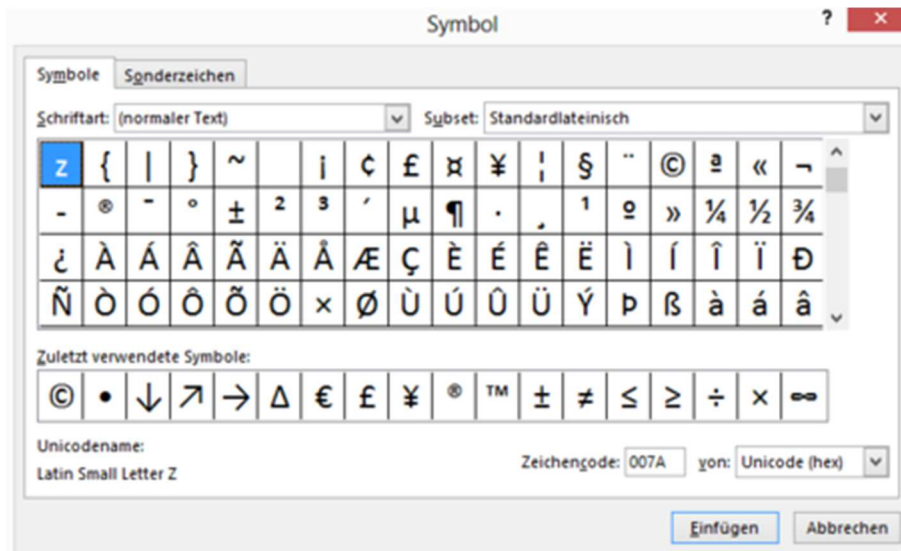 Symbol ? ×
Symbole Sonderzeichen
Schriftart: (normaler Text) Subset: Standardlateinisch
z { | } ~ ¡ ¢ £ ¤ ¥ ¦ § ¨ © ª « ¬
- ® ¯ ° ± ² ³ ´ µ ¶ · ¸ ¹ º » ¼ ½ ¾
¿ À Á Â Ã Ä Å Æ Ç È É Ê Ë Ì Í Î Ï Ð
Ñ Ò Ó Ô Õ Ö × Ø Ù Ú Û Ü Ý Þ ß à á â
Zuletzt verwendete Symbole:
© • ↓ ↗ → Δ € £ ¥ ® ™ ± ≠ ≤ ≥ ÷ × ∞
Unicodename:
Latin Small Letter Z
Zeichencode: 007A von: Unicode (hex)
Einfügen Abbrechen